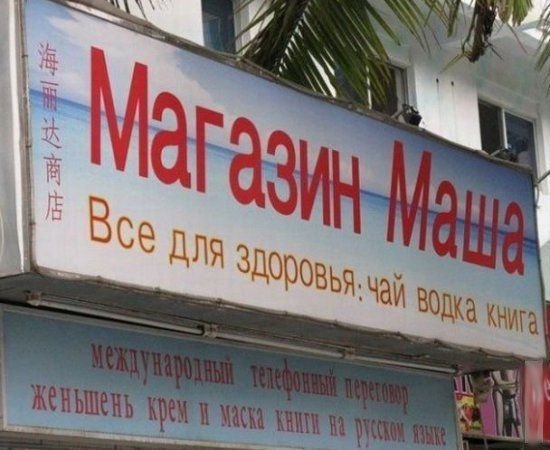 海丽达商店
Магазин Маша
Все для здоровья: чай водка книга
международный телефонный переговор
женьшень крем и маска книги на русском языке